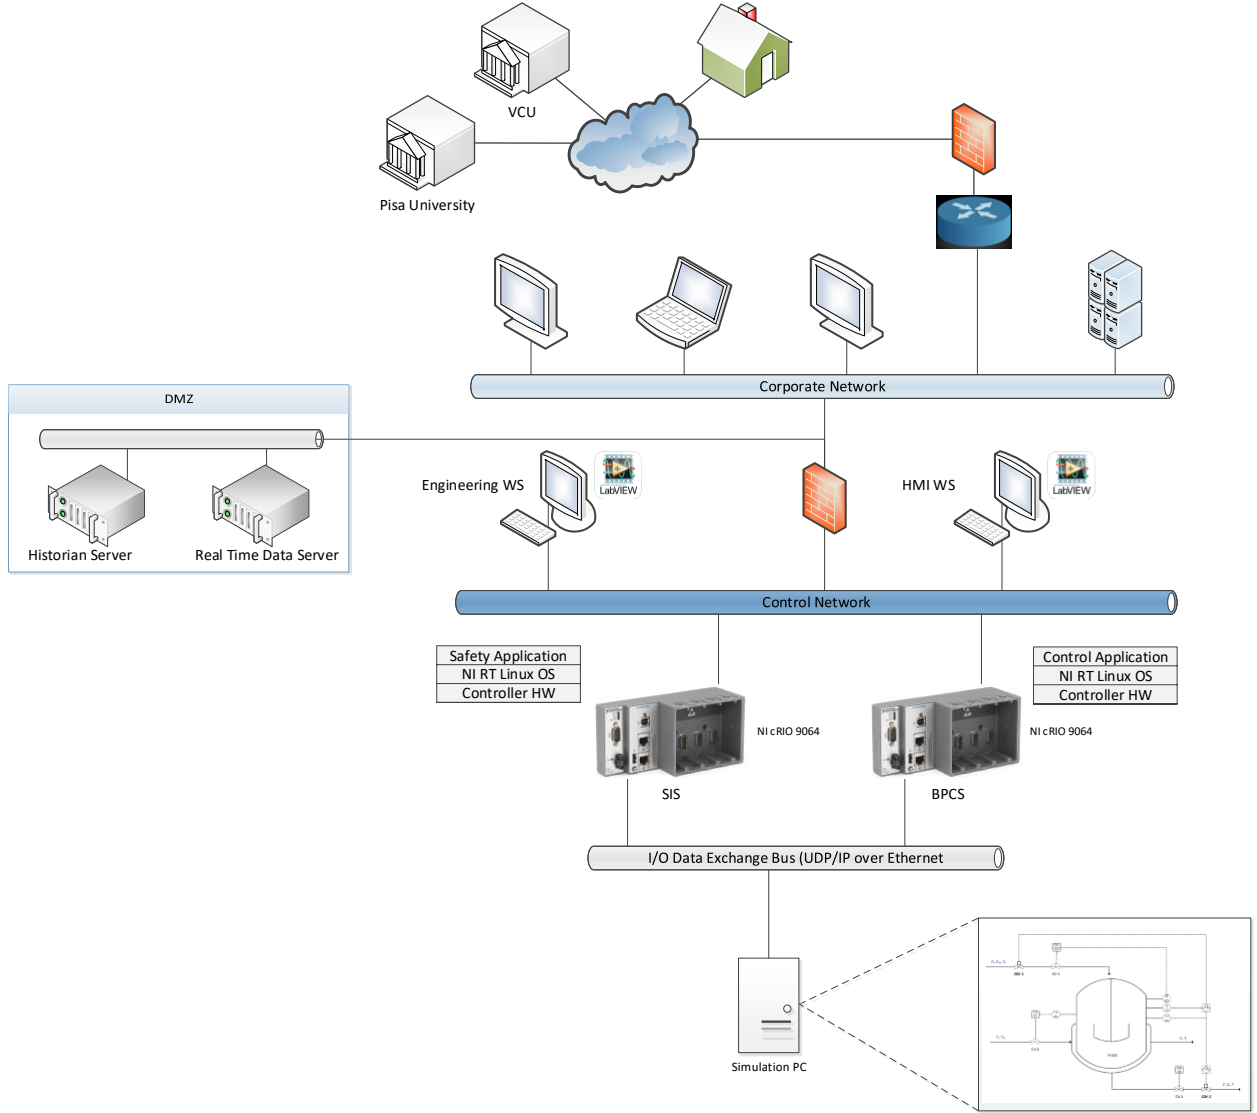 VCU
Pisa University
Corporate Network
DMZ
Historian Server
Real Time Data Server
Engineering WS
LabVIEW
HMI WS
LabVIEW
Control Network
Safety Application
NI RT Linux OS
Controller HW
Control Application
NI RT Linux OS
Controller HW
NI cRIO 9064
NI cRIO 9064
SIS
BPCS
I/O Data Exchange Bus (UDP/IP over Ethernet
Simulation PC